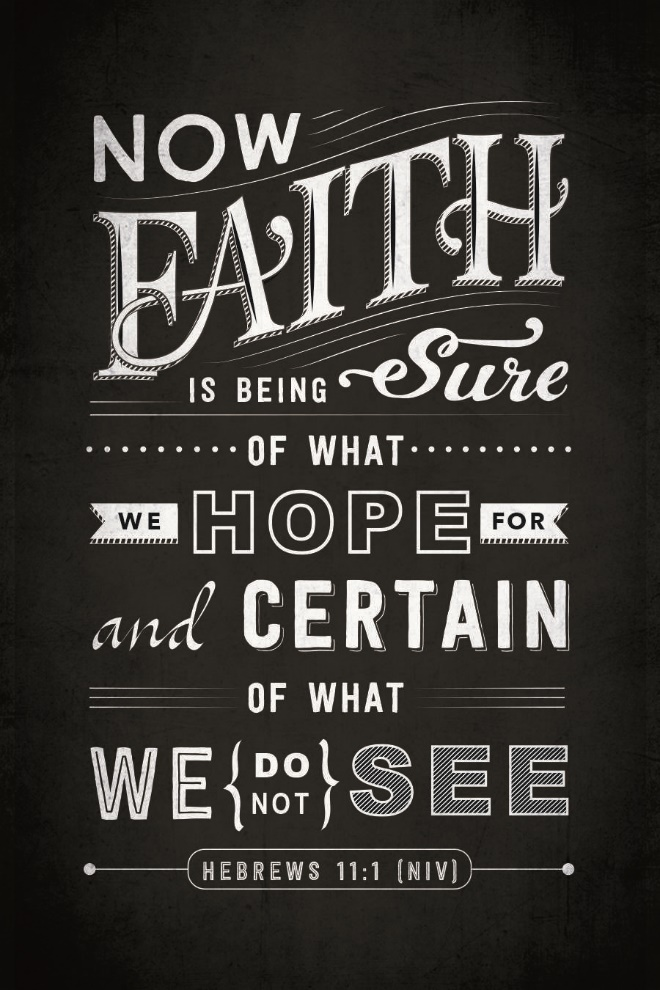 NOW
FAITH
IS BEING Sure
OF WHAT
WE HOPE FOR
and CERTAIN
OF WHAT
WE {DO NOT} SEE
HEBREWS 11:1 (NIV)